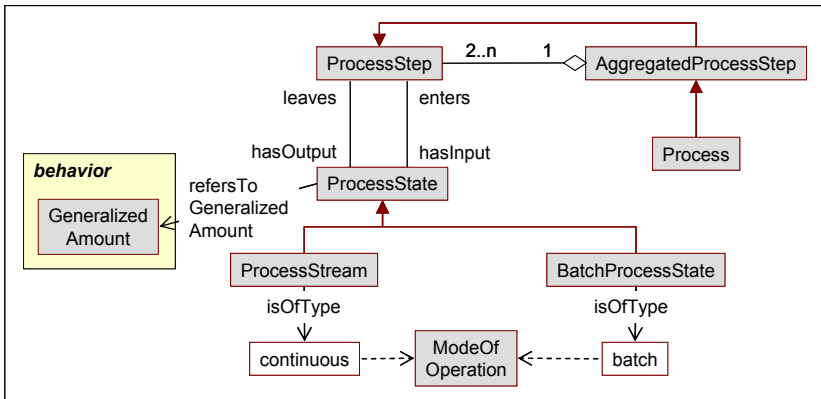 2..n
1
ProcessStep
AggregatedProcessStep
leaves
enters
Process
hasOutput
hasInput
behavior
refersTo
Generalized
Amount
ProcessState
Generalized
Amount
ProcessStream
BatchProcessState
isOfType
isOfType
continuous
ModeOf
Operation
batch